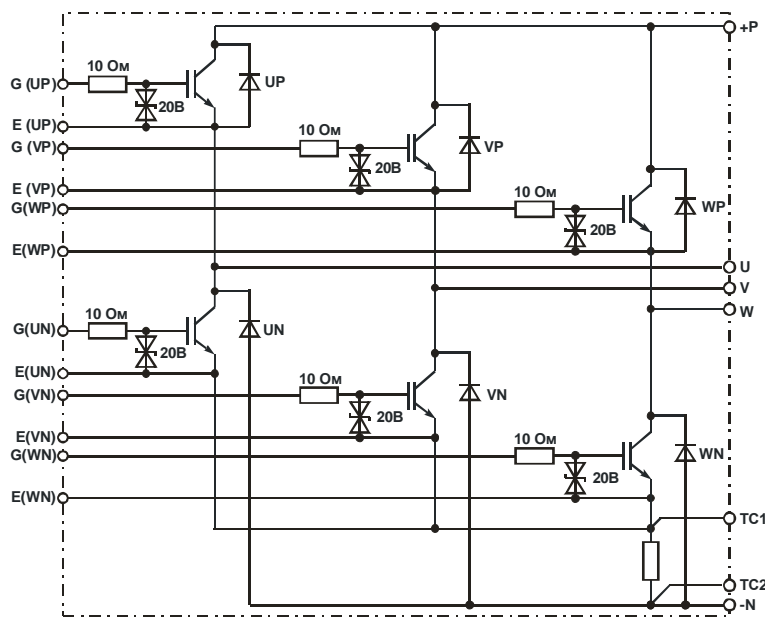 +P
10 Ом
G (UP)
UP
20В
E (UP)
10 Ом
G (VP)
VP
20В
E (VP)
10 Ом
G(WP)
WP
20В
E(WP)
U
V
W
10 Ом
G(UN)
UN
20В
E(UN)
10 Ом
G(VN)
VN
20В
E(VN)
10 Ом
G(WN)
WN
20В
E(WN)
TC1
TC2
-N